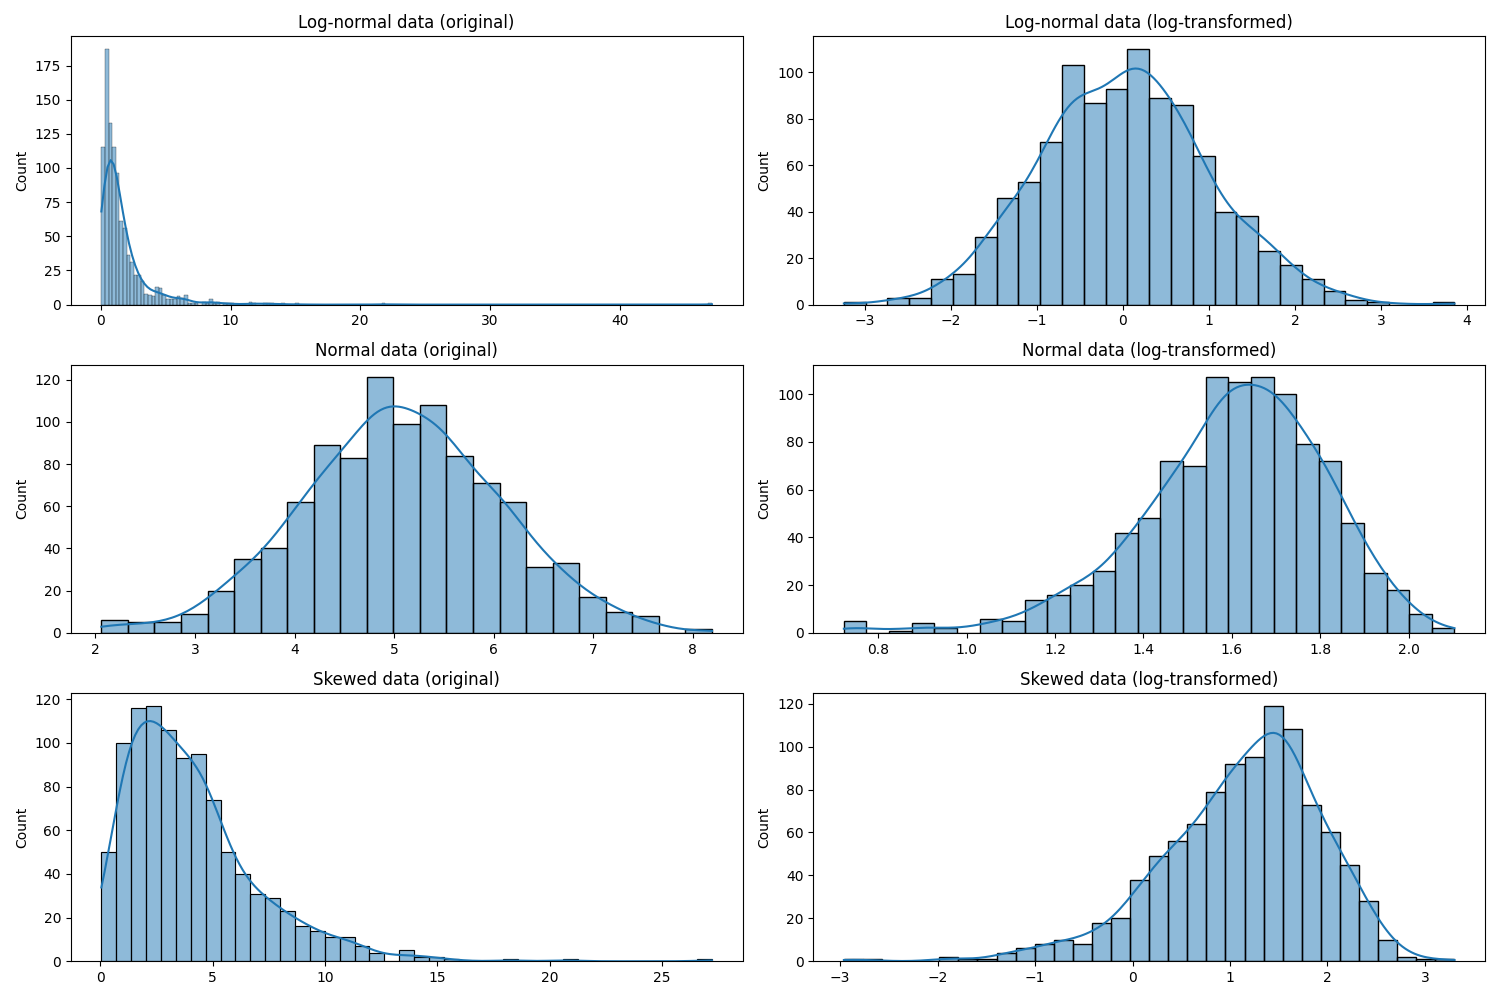 Log-normal data (original)
Count
175
150
125
100
75
50
25
0
0 10 20 30 40
Log-normal data (log-transformed)
Count
100
80
60
40
20
0
−3 −2 −1 0 1 2 3 4
Normal data (original)
Count
120
100
80
60
40
20
0
2 3 4 5 6 7 8
Normal data (log-transformed)
Count
100
80
60
40
20
0
0.8 1.0 1.2 1.4 1.6 1.8 2.0
Skewed data (original)
Count
120
100
80
60
40
20
0
0 5 10 15 20 25
Skewed data (log-transformed)
Count
120
100
80
60
40
20
0
−3 −2 −1 0 1 2 3